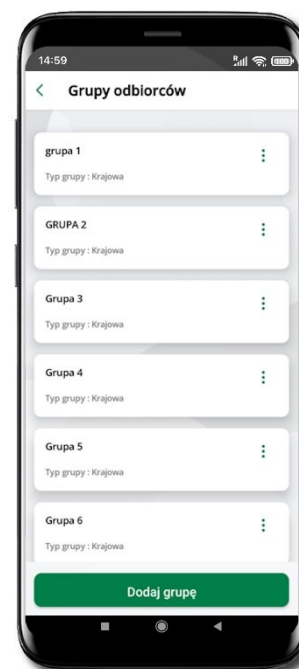 14:59
Grupy odbiorców
grupa 1
Typ grupy : Krajowa
GRUPA 2
Typ grupy : Krajowa
Grupa 3
Typ grupy : Krajowa
Grupa 4
Typ grupy : Krajowa
Grupa 5
Typ grupy : Krajowa
Grupa 6
Typ grupy : Krajowa
Dodaj grupę